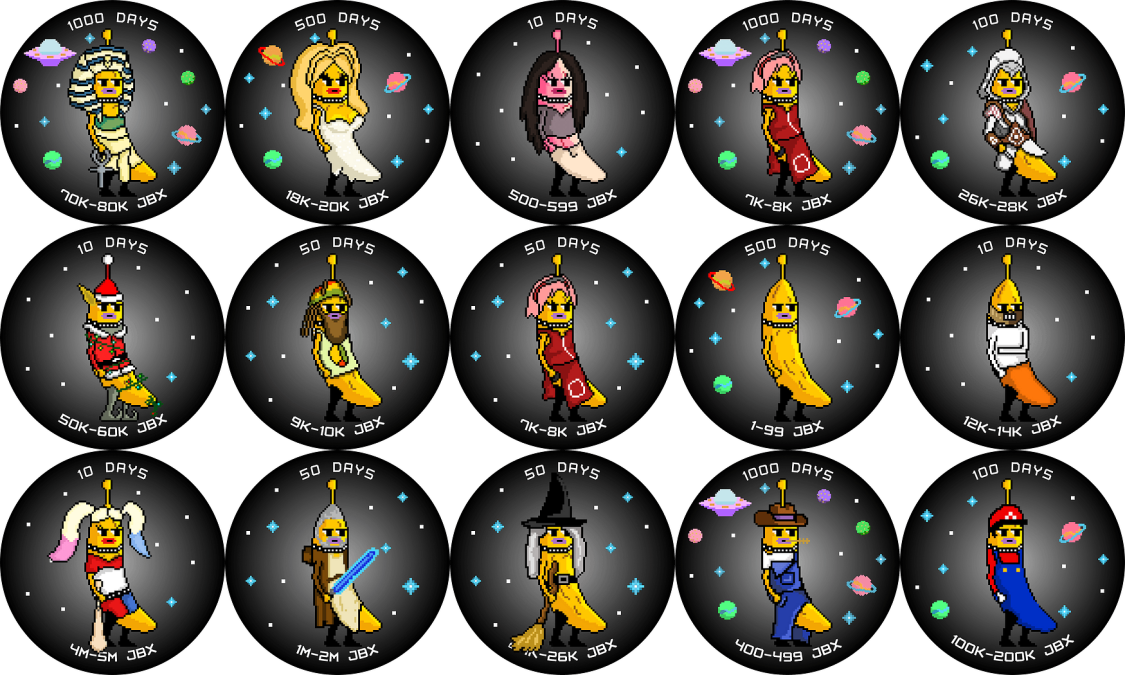 1000 DAYS
70K-80K JBX
500 DAYS
18K-20K JBX
10 DAYS
500-599 JBX
1000 DAYS
7K-8K JBX
100 DAYS
26K-28K JBX
10 DAYS
50K-60K JBX
50 DAYS
9K-10K JBX
50 DAYS
7K-8K JBX
500 DAYS
1-99 JBX
10 DAYS
12K-14K JBX
10 DAYS
4M-5M JBX
50 DAYS
1M-2M JBX
50 DAYS
-26K JBX
1000 DAYS
400-499 JBX
100 DAYS
100K-200K JBX